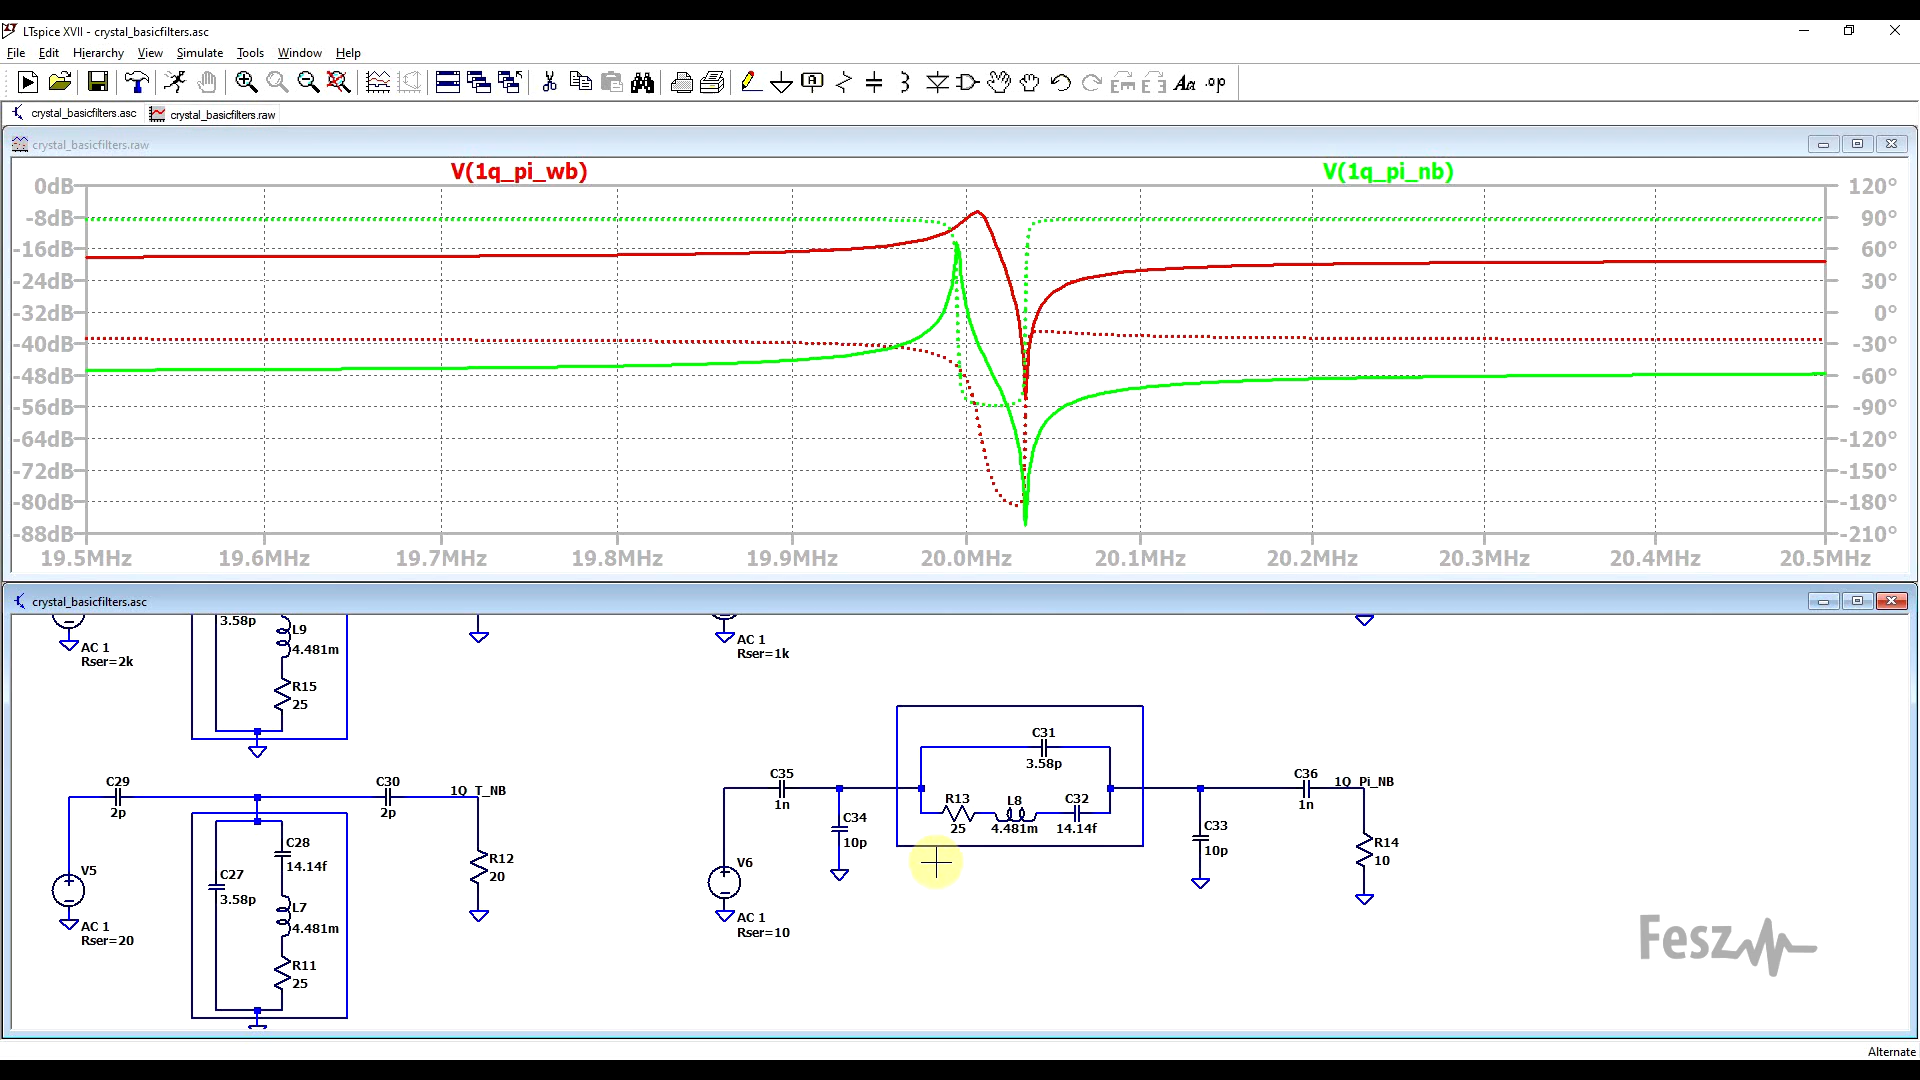 LTspice XVII - crystal_basicfilters.asc
File Edit Hierarchy View Simulate Tools Window Help
crystal_basicfilters.asc crystal_basicfilters.raw
crystal_basicfilters.raw
V(1q_pi_wb) V(1q_pi_nb)
0dB 120°
-8dB 90°
-16dB 60°
-24dB 30°
-32dB 0°
-40dB -30°
-48dB -60°
-56dB -90°
-64dB -120°
-72dB -150°
-80dB -180°
-88dB -210°
19.5MHz 19.6MHz 19.7MHz 19.8MHz 19.9MHz 20.0MHz 20.1MHz 20.2MHz 20.3MHz 20.4MHz 20.5MHz
crystal_basicfilters.asc
3.58p
L9
4.481m
AC 1
Rser=2k
R15
25
AC 1
Rser=1k
C29
2p
C30
2p
1Q_T_NB
V5
AC 1
Rser=20
C27
3.58p
C28
14.14f
L7
4.481m
R11
25
R12
20
C35
1n
C34
10p
V6
AC 1
Rser=10
C31
3.58p
R13
25
L8
4.481m
C32
14.14f
C33
10p
C36
1n
1Q_Pi_NB
R14
10
Fesz
Alternate